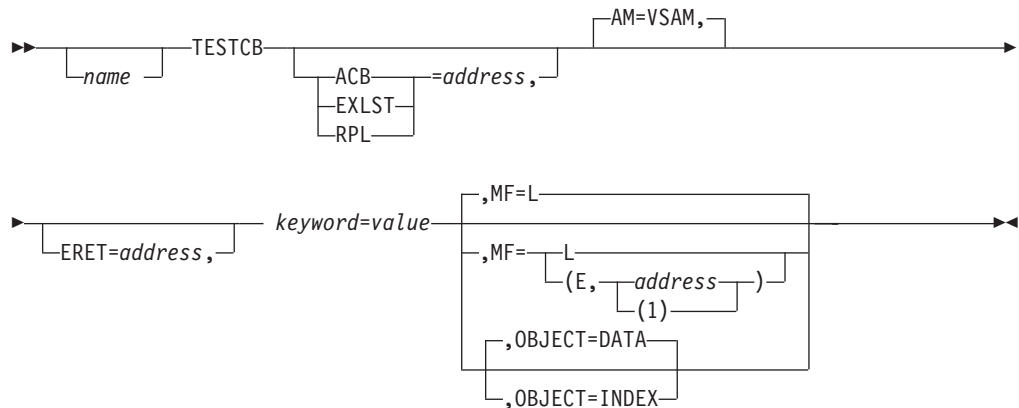 AM=VSAM,
name TESTCB ACB =address,
EXLST
RPL
,MF=L
ERET=address, keyword=value
,MF= L
(E, address )
(1)
,OBJECT=DATA
,OBJECT=INDEX